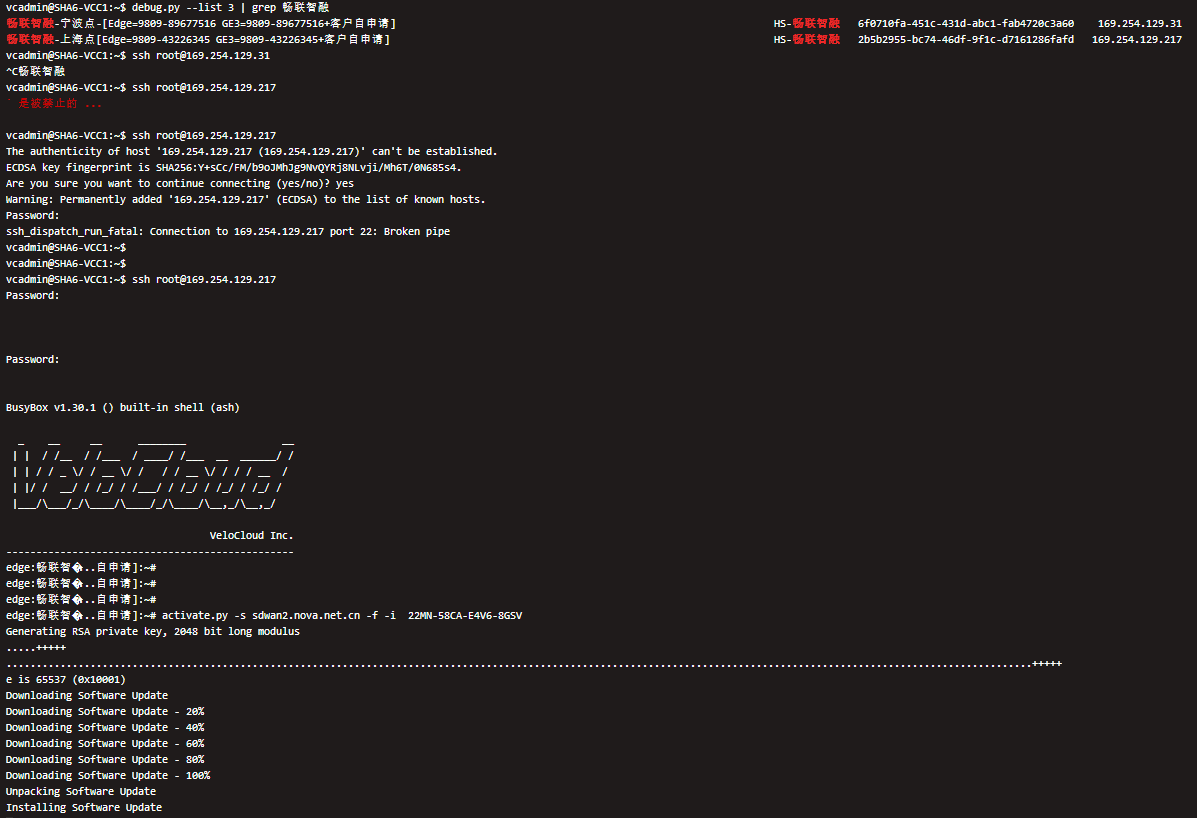 vcadmin@SHA6-VCC1:~$ debug.py --list 3 | grep 畅联智融
畅联智融-宁波点-[Edge=9809-89677516 GE3=9809-89677516+客户自申请] HS-畅联智融 6f0710fa-451c-431d-abc1-fab4720c3a60 169.254.129.31
畅联智融-上海点[Edge=9809-43226345 GE3=9809-43226345+客户自申请] HS-畅联智融 2b5b2955-bc74-46df-9f1c-d7161286fafd 169.254.129.217
vcadmin@SHA6-VCC1:~$ ssh root@169.254.129.31
^C畅联智融
vcadmin@SHA6-VCC1:~$ ssh root@169.254.129.217
` 是被禁止的 ...
vcadmin@SHA6-VCC1:~$ ssh root@169.254.129.217
The authenticity of host '169.254.129.217 (169.254.129.217)' can't be established.
ECDSA key fingerprint is SHA256:Y+sCc/FM/b9oJMhJg9NvQYRj8NLvji/Mh6T/0N685s4.
Are you sure you want to continue connecting (yes/no)? yes
Warning: Permanently added '169.254.129.217' (ECDSA) to the list of known hosts.
Password:
ssh_dispatch_run_fatal: Connection to 169.254.129.217 port 22: Broken pipe
vcadmin@SHA6-VCC1:~$
vcadmin@SHA6-VCC1:~$
vcadmin@SHA6-VCC1:~$ ssh root@169.254.129.217
Password:
Password:
BusyBox v1.30.1 () built-in shell (ash)
VeloCloud
VeloCloud Inc.
------------------------------------------------
edge:畅联智�..自申请]:~#
edge:畅联智�..自申请]:~#
edge:畅联智�..自申请]:~#
edge:畅联智�..自申请]:~# activate.py -s sdwan2.nova.net.cn -f -i  22MN-58CA-E4V6-8GSV
Generating RSA private key, 2048 bit long modulus
.....+++++
...........................................................................................................................................................................+++++
e is 65537 (0x10001)
Downloading Software Update
Downloading Software Update - 20%
Downloading Software Update - 40%
Downloading Software Update - 60%
Downloading Software Update - 80%
Downloading Software Update - 100%
Unpacking Software Update
Installing Software Update